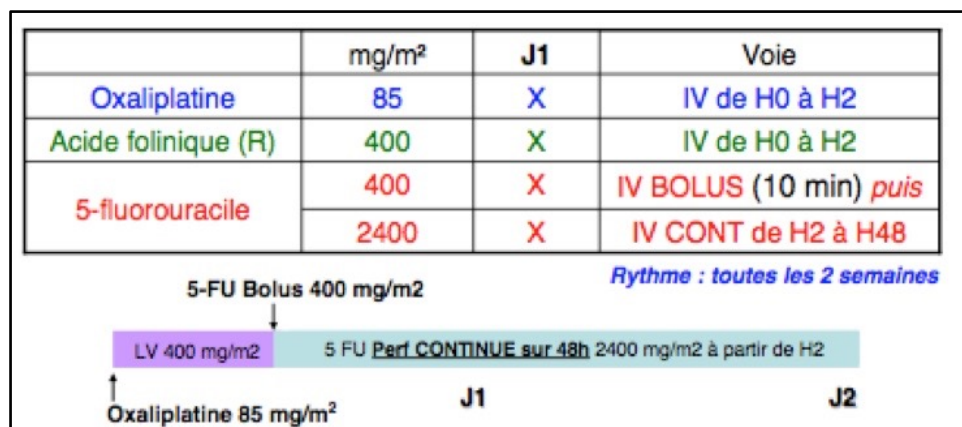 mg/m² J1 Voie
Oxaliplatine 85 X IV de H0 à H2
Acide folinique (R) 400 X IV de H0 à H2
5-fluorouracile 400 X IV BOLUS (10 min) puis
2400 X IV CONT de H2 à H48
Rythme : toutes les 2 semaines
5-FU Bolus 400 mg/m2
LV 400 mg/m2 5 FU Perf CONTINUE sur 48h 2400 mg/m2 à partir de H2
Oxaliplatine 85 mg/m² J1 J2